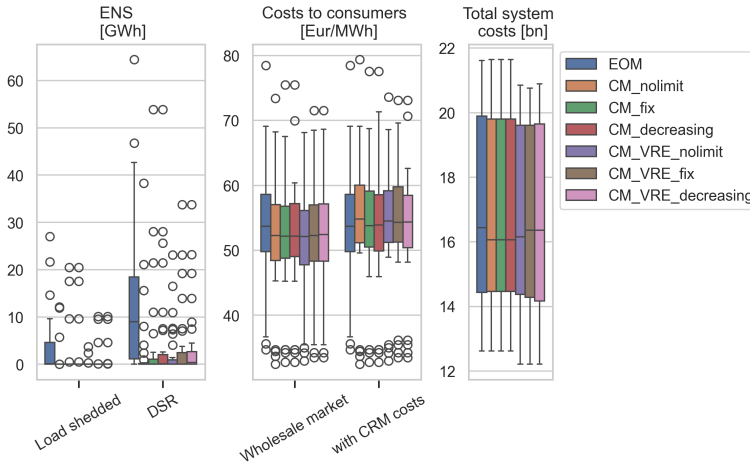 ENS
[GWh]
Costs to consumers
[Eur/MWh]
Total system
costs [bn]
60
50
40
30
20
10
0
80
70
60
50
40
22
20
18
16
14
12
Load shedded
DSR
Wholesale market
with CRM costs
EOM
CM_nolimit
CM_fix
CM_decreasing
CM_VRE_nolimit
CM_VRE_fix
CM_VRE_decreasing